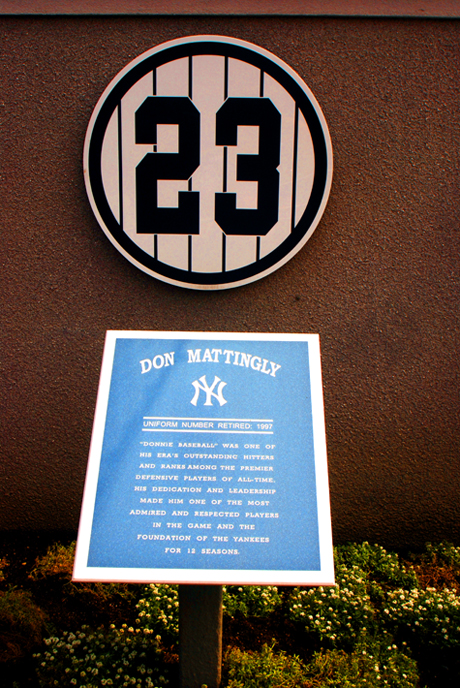 23
DON MATTINGLY
NY
UNIFORM NUMBER RETIRED: 1997
"DONNIE BASEBALL" WAS ONE OF
HIS ERA'S OUTSTANDING HITTERS
AND RANKS AMONG THE PREMIER
DEFENSIVE PLAYERS OF ALL-TIME.
HIS DEDICATION AND LEADERSHIP
MADE HIM ONE OF THE MOST
ADMIRED AND RESPECTED PLAYERS
IN THE GAME AND THE
FOUNDATION OF THE YANKEES
FOR 12 SEASONS.